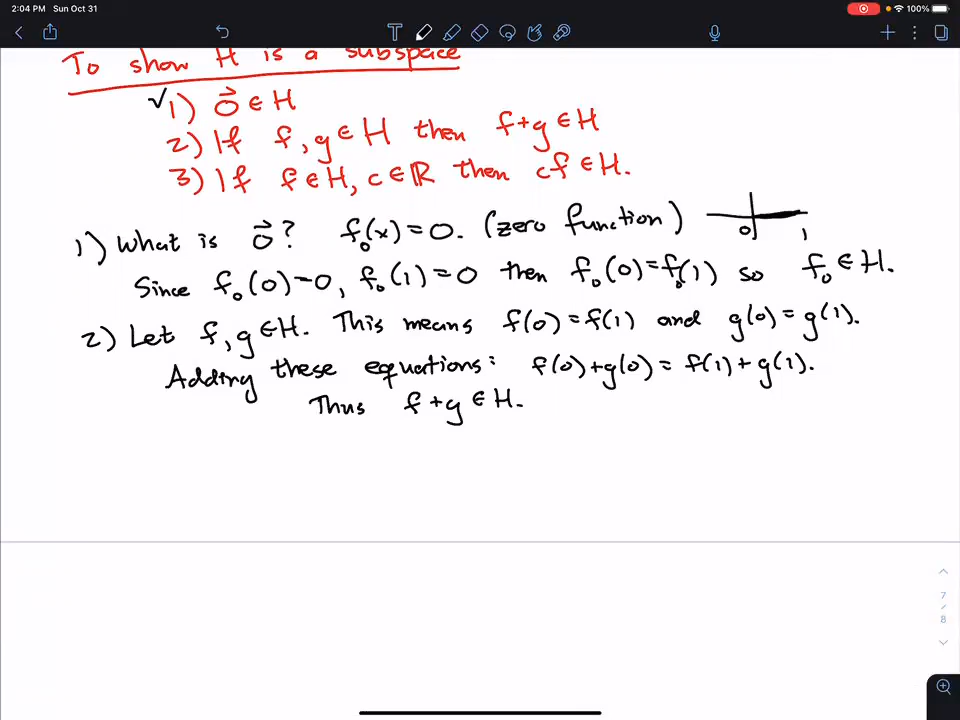 2:04 PM Sun Oct 31
100%
To show H is a subspace
✓1) 0⃗ ∈ H
2) If f, g ∈ H then f+g ∈ H
3) If f ∈ H, c ∈ ℝ then cf ∈ H.
1) What is 0⃗? f₀(x) = 0. (zero function)
0 1
Since f₀(0)=0, f₀(1)=0 then f₀(0)=f₀(1) so f₀ ∈ H.
2) Let f, g ∈ H. This means f(0)=f(1) and g(0)=g(1).
Adding these equations: f(0)+g(0) = f(1)+g(1).
Thus f+g ∈ H.
7
/
8